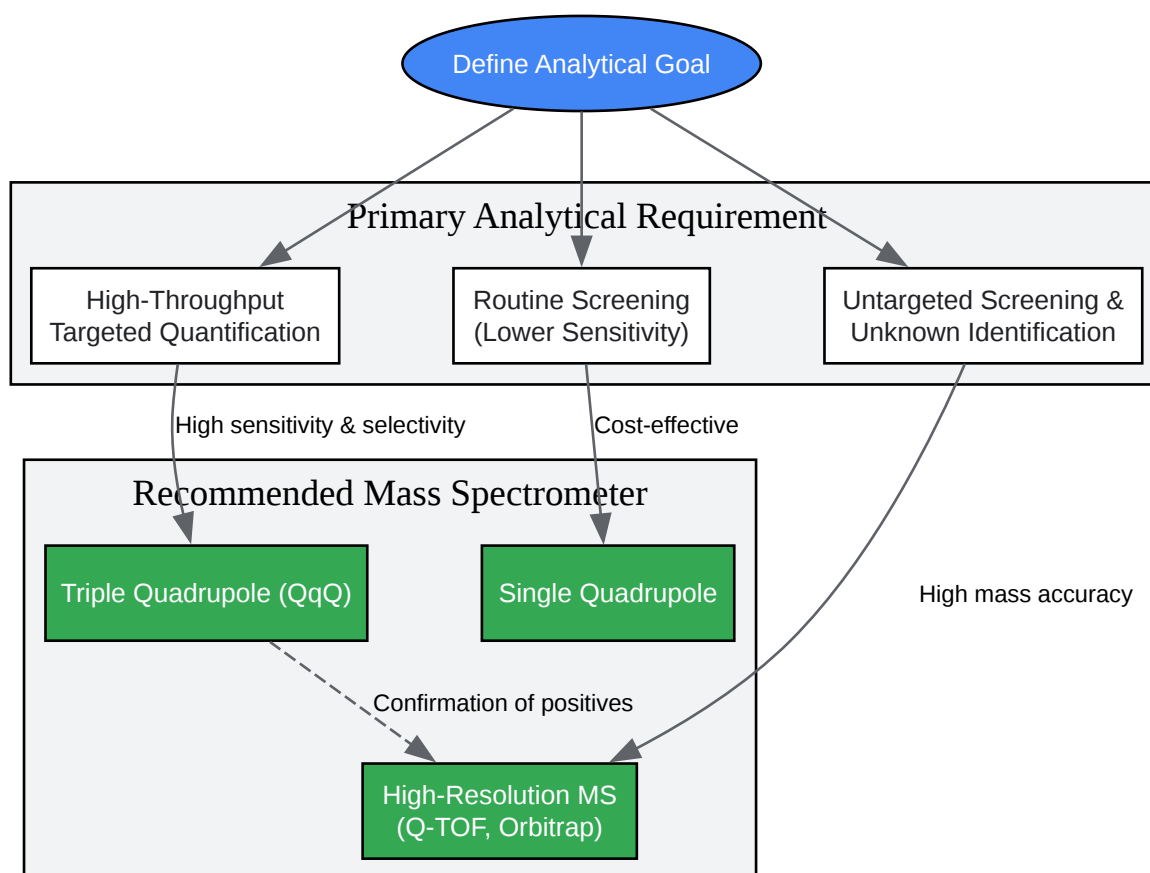 Define Analytical Goal
Primary Analytical Requirement
High-Throughput
Targeted Quantification
Routine Screening
(Lower Sensitivity)
Untargeted Screening &
Unknown Identification
High sensitivity & selectivity
Cost-effective
Recommended Mass Spectrometer
Triple Quadrupole (QqQ)
Single Quadrupole
High mass accuracy
Confirmation of positives
High-Resolution MS
(Q-TOF, Orbitrap)